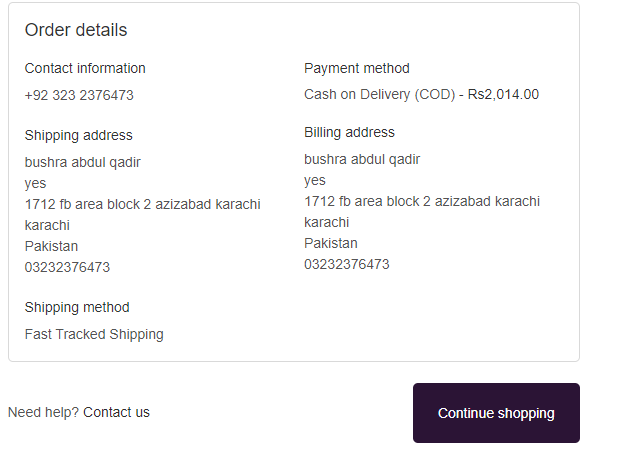 Order details
Contact information
+92 323 2376473
Payment method
Cash on Delivery (COD) - Rs2,014.00
Shipping address
bushra abdul qadir
yes
1712 fb area block 2 azizabad karachi
karachi
Pakistan
03232376473
Billing address
bushra abdul qadir
yes
1712 fb area block 2 azizabad karachi
karachi
Pakistan
03232376473
Shipping method
Fast Tracked Shipping
Need help? Contact us
Continue shopping